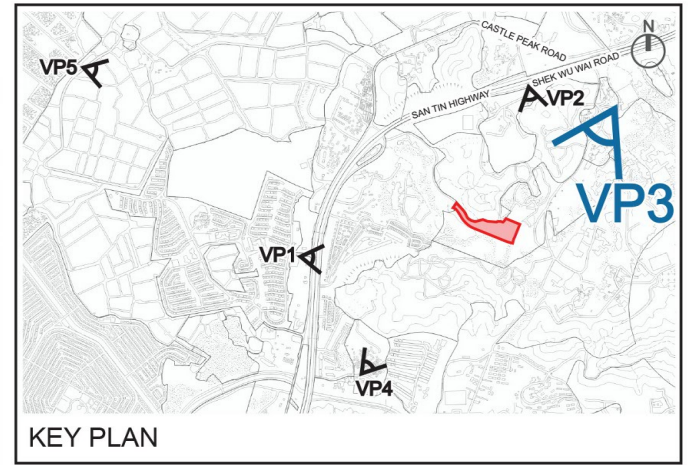 N
CASTLE PEAK ROAD
SHEK WU WAI ROAD
VP5
VP2
SAN TIN HIGHWAY
VP3
VP1
VP4
KEY PLAN